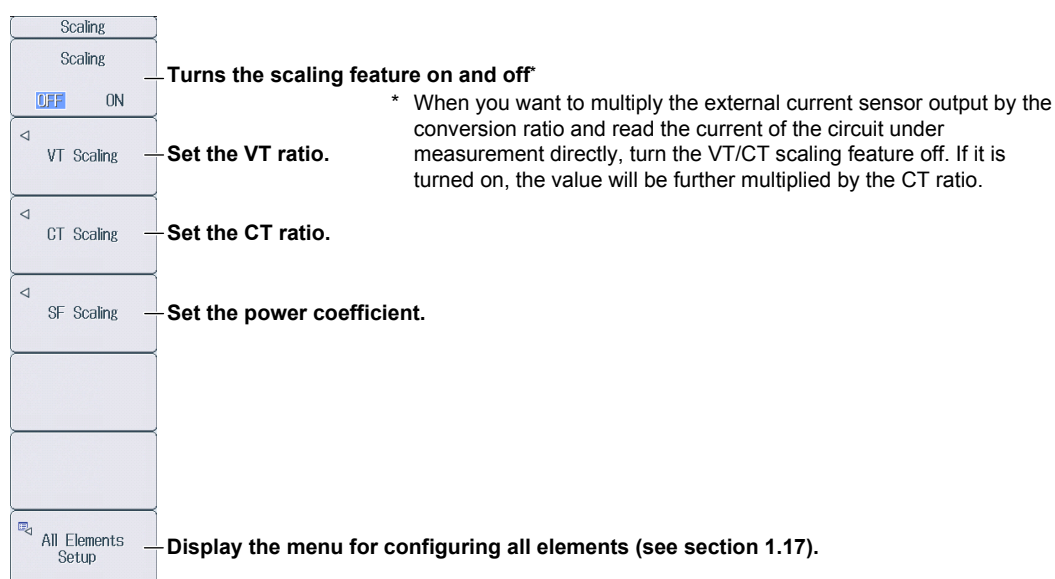 Scaling
Scaling
OFF ON
Turns the scaling feature on and off*
* When you want to multiply the external current sensor output by the
conversion ratio and read the current of the circuit under
measurement directly, turn the VT/CT scaling feature off. If it is
turned on, the value will be further multiplied by the CT ratio.
VT Scaling
Set the VT ratio.
CT Scaling
Set the CT ratio.
SF Scaling
Set the power coefficient.
All Elements
Setup
Display the menu for configuring all elements (see section 1.17).